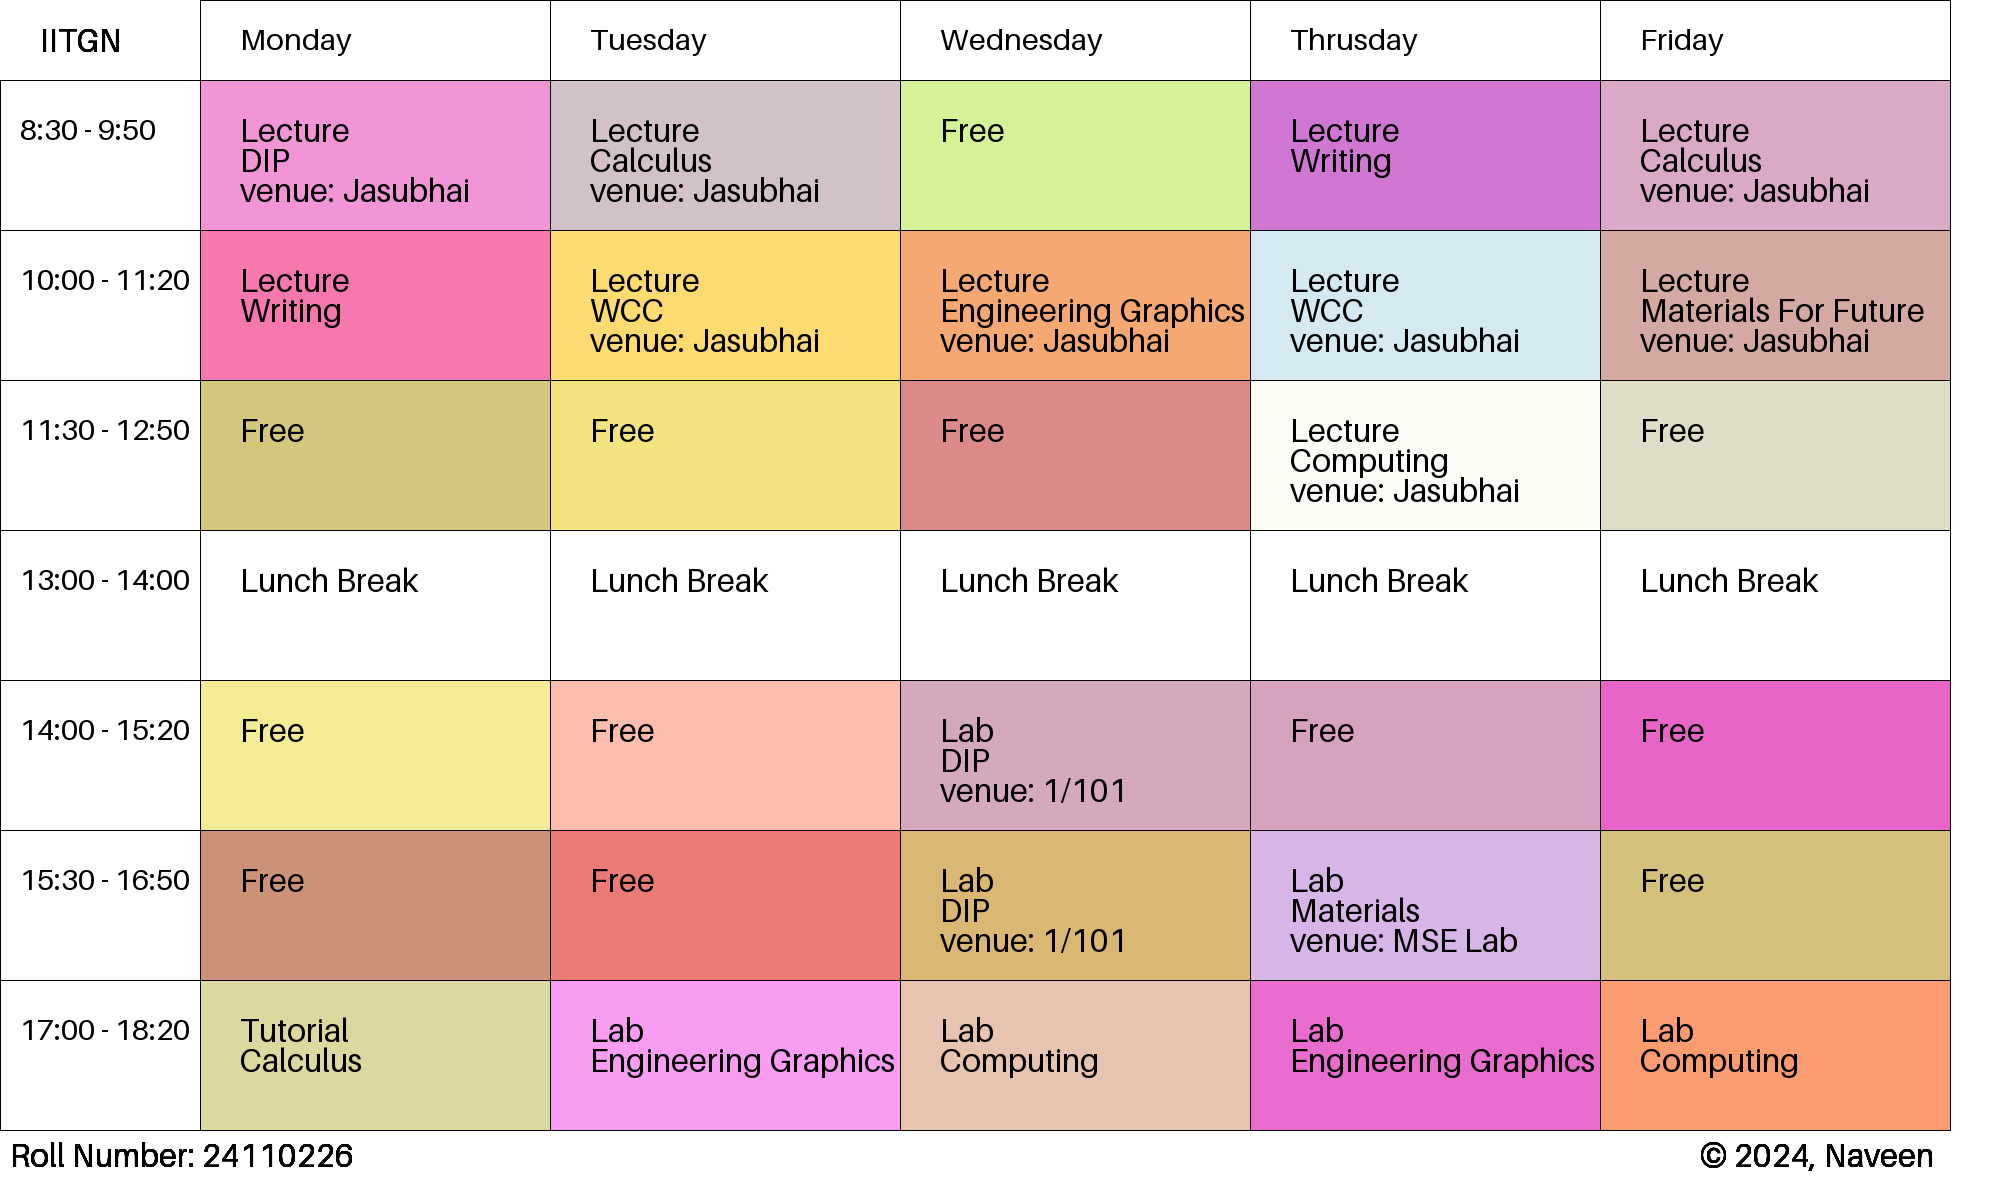 IITGN
Monday
Tuesday
Wednesday
Thrusday
Friday
8:30 - 9:50
Lecture
DIP
venue: Jasubhai
Lecture
Calculus
venue: Jasubhai
Free
Lecture
Writing
Lecture
Calculus
venue: Jasubhai
10:00 - 11:20
Lecture
Writing
Lecture
WCC
venue: Jasubhai
Lecture
Engineering Graphics
venue: Jasubhai
Lecture
WCC
venue: Jasubhai
Lecture
Materials For Future
venue: Jasubhai
11:30 - 12:50
Free
Free
Free
Lecture
Computing
venue: Jasubhai
Free
13:00 - 14:00
Lunch Break
Lunch Break
Lunch Break
Lunch Break
Lunch Break
14:00 - 15:20
Free
Free
Lab
DIP
venue: 1/101
Free
Free
15:30 - 16:50
Free
Free
Lab
DIP
venue: 1/101
Lab
Materials
venue: MSE Lab
Free
17:00 - 18:20
Tutorial
Calculus
Lab
Engineering Graphics
Lab
Computing
Lab
Engineering Graphics
Lab
Computing
Roll Number: 24110226
© 2024, Naveen